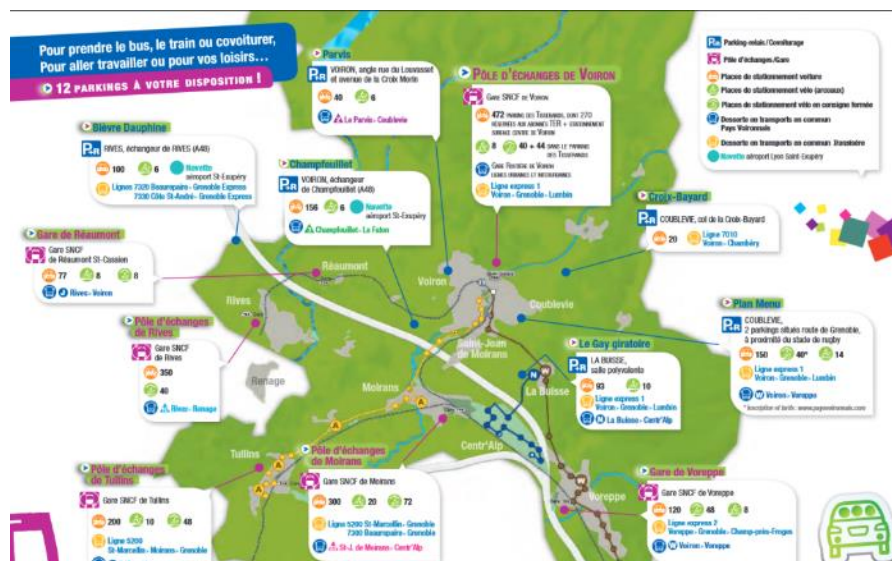 Pour prendre le bus, le train ou covoiturer,
Pour aller travailler ou pour vos loisirs...
12 PARKINGS À VOTRE DISPOSITION !
Parvis
P+R
VOIRON, angle rue du Louvasset
et avenue de la Croix Morin
40 6
Le Parvis - Coublevie
PÔLE D'ÉCHANGES DE VOIRON
GARE SNCF DE VOIRON
472 PARKING DES TISSERANDS, DONT 270
RÉSERVÉES AUX ABONNÉS TER + STATIONNEMENT
SURFACE CENTRE DE VOIRON
8 40 + 44 DANS LE PARKING
DES TISSERANDS
GARE ROUTIÈRE DE VOIRON
LIGNES URBAINES ET INTERURBAINES
Ligne express 1
Voiron - Grenoble - Lumbin
P+R Parking-relais / Covoiturage
Pôle d'échanges/Gare
Places de stationnement voiture
Places de stationnement vélo (arceaux)
Places de stationnement vélo en consigne fermée
Desserte en transports en commun
Pays Voironnais
Desserte en transports en commun Transisère
Navette aéroport Lyon Saint-Exupéry
Bièvre Dauphine
P+R
RIVES, échangeur de RIVES (A48)
100 6 Navette
aéroport St-Exupéry
Lignes 7320 Beaurepaire - Grenoble Express
7330 Côte St-André - Grenoble Express
Champfeuillet
P+R
VOIRON, échangeur
de Champfeuillet (A48)
156 6 Navette
aéroport St-Exupéry
Champfeuillet - Le Faton
Croix-Bayard
P+R
COUBLEVIE, col de la Croix-Bayard
20 Ligne 7010
Voiron - Chambéry
Gare de Réaumont
Gare SNCF
de Réaumont St-Cassien
77 8 8
Rives - Voiron
Réaumont
Voiron
Rives
Coublevie
Plan Menu
P+R
COUBLEVIE,
2 parkings situés route de Grenoble,
à proximité du stade de rugby
150 40* 14
Ligne express 1
Voiron - Grenoble - Lumbin
W Voiron - Voreppe
* Inscription et tarifs : www.paysvoironnais.com
Pôle d'échanges
de Rives
Gare SNCF
de Rives
350
40
Rives - Renage
Renage
Saint-Jean
de Moirans
Moirans
Le Gay giratoire
P+R
LA BUISSE,
salle polyvalente
93 10
Ligne express 1
Voiron - Grenoble - Lumbin
N La Buisse - Centr'Alp
N
W
La Buisse
A
Centr'Alp
Tullins
A
A
Pôle d'échanges
de Tullins
Gare SNCF de Tullins
200 10 48
Ligne 5200
St-Marcellin - Moirans - Grenoble
Pôle d'échanges
de Moirans
Gare SNCF de Moirans
300 20 72
Ligne 5200 St-Marcellin - Grenoble
7300 Beaurepaire - Grenoble
St-J. de Moirans - Centr'Alp
W
Voreppe
Gare de Voreppe
Gare SNCF de Voreppe
120 48 8
Ligne express 2
Voreppe - Grenoble - Champ-près-Froges
W Voiron - Voreppe